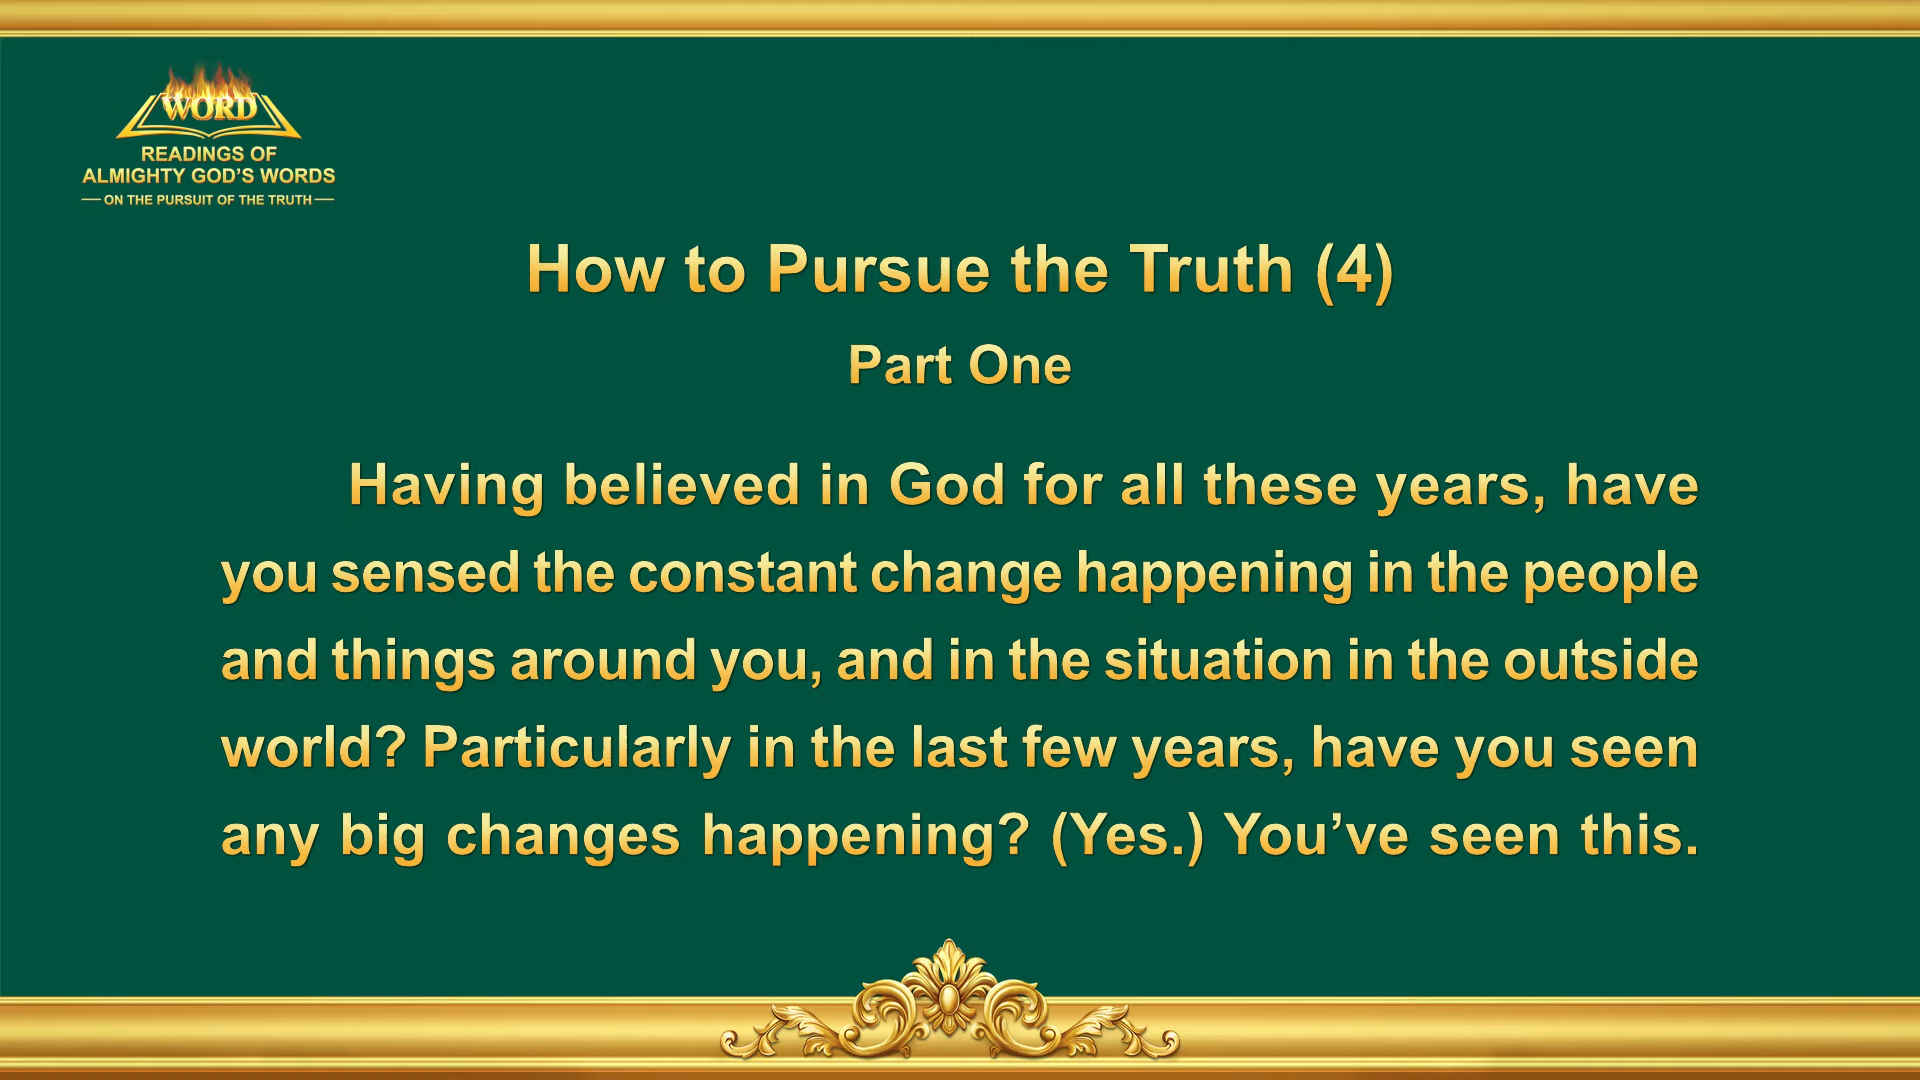 WORD
READINGS OF
ALMIGHTY GOD'S WORDS
— ON THE PURSUIT OF THE TRUTH —
How to Pursue the Truth (4)
Part One
Having believed in God for all these years, have
you sensed the constant change happening in the people
and things around you, and in the situation in the outside
world? Particularly in the last few years, have you seen
any big changes happening? (Yes.) You’ve seen this.